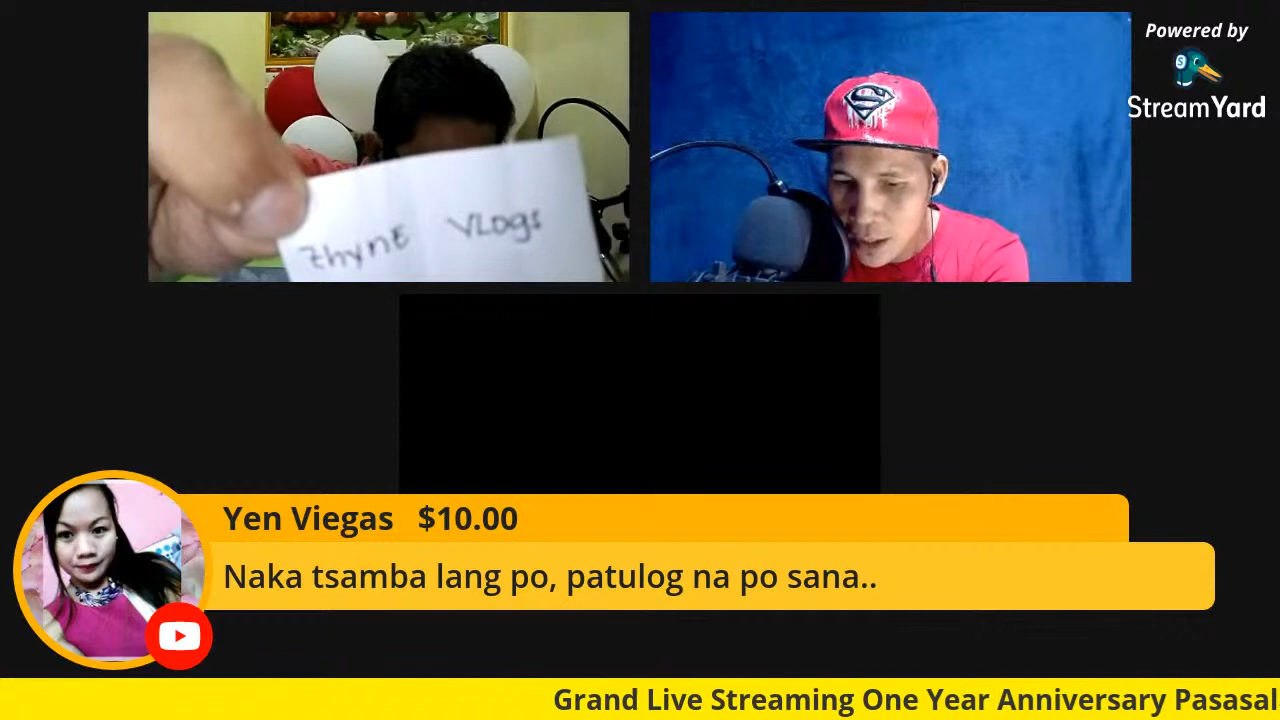 Powered by
StreamYard
zhynE VLogs
Yen Viegas $10.00
Naka tsamba lang po, patulog na po sana..
Grand Live Streaming One Year Anniversary Pasasal